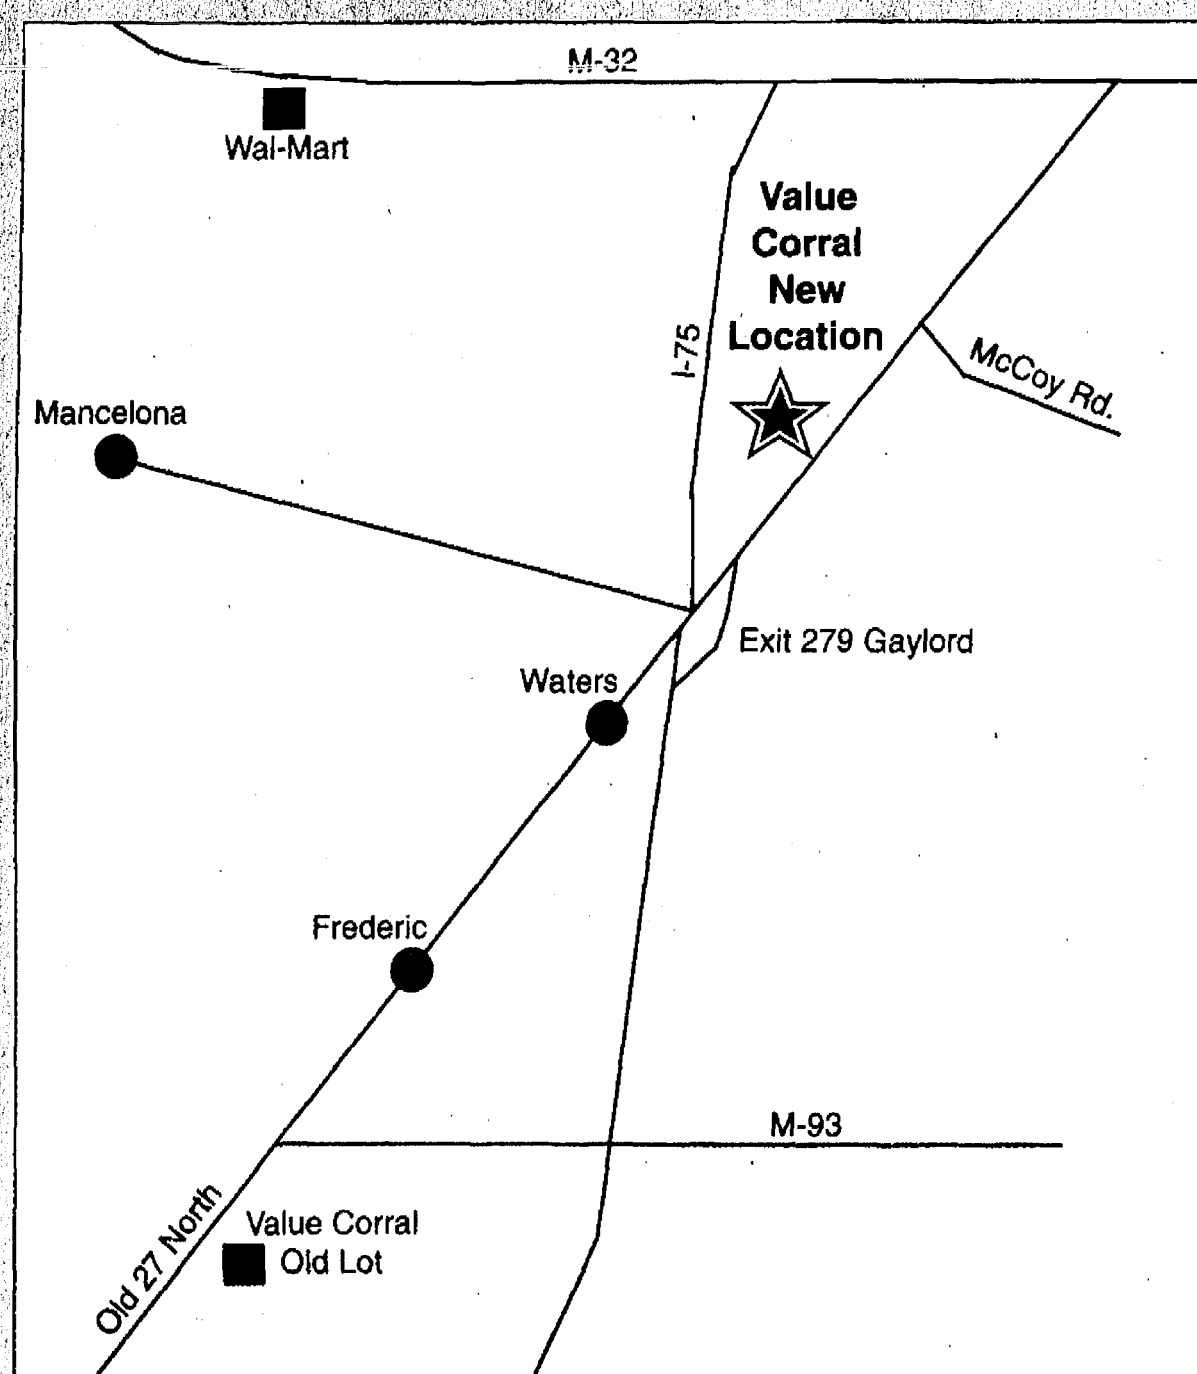 M-32
Wal-Mart
Value
Corral
New
Location
I-75
McCoy Rd.
Mancelona
Exit 279 Gaylord
Waters
Frederic
M-93
Old 27 North
Value Corral
Old Lot